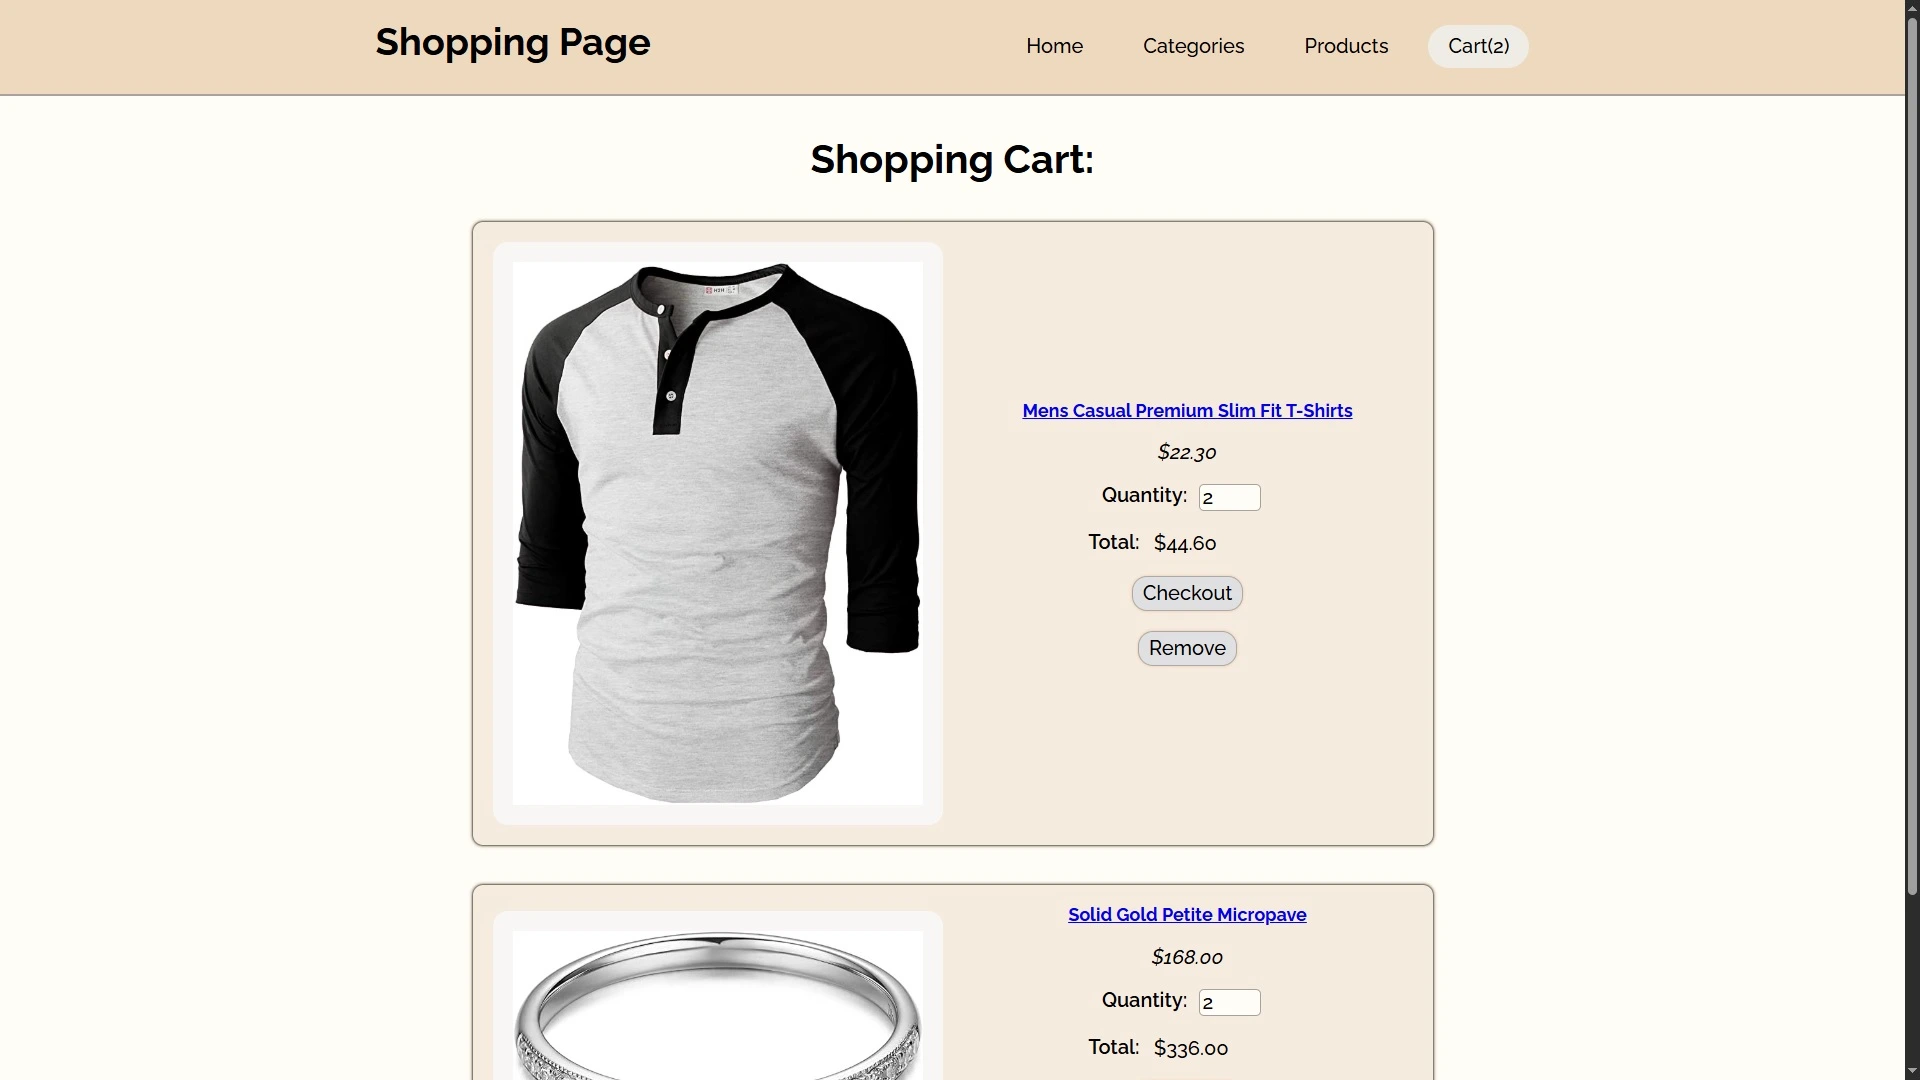 Shopping Page
Home
Categories
Products
Cart(2)
Shopping Cart:
Mens Casual Premium Slim Fit T-Shirts
$22.30
Quantity: 2
Total: $44.60
Checkout
Remove
Solid Gold Petite Micropave
$168.00
Quantity: 2
Total: $336.00